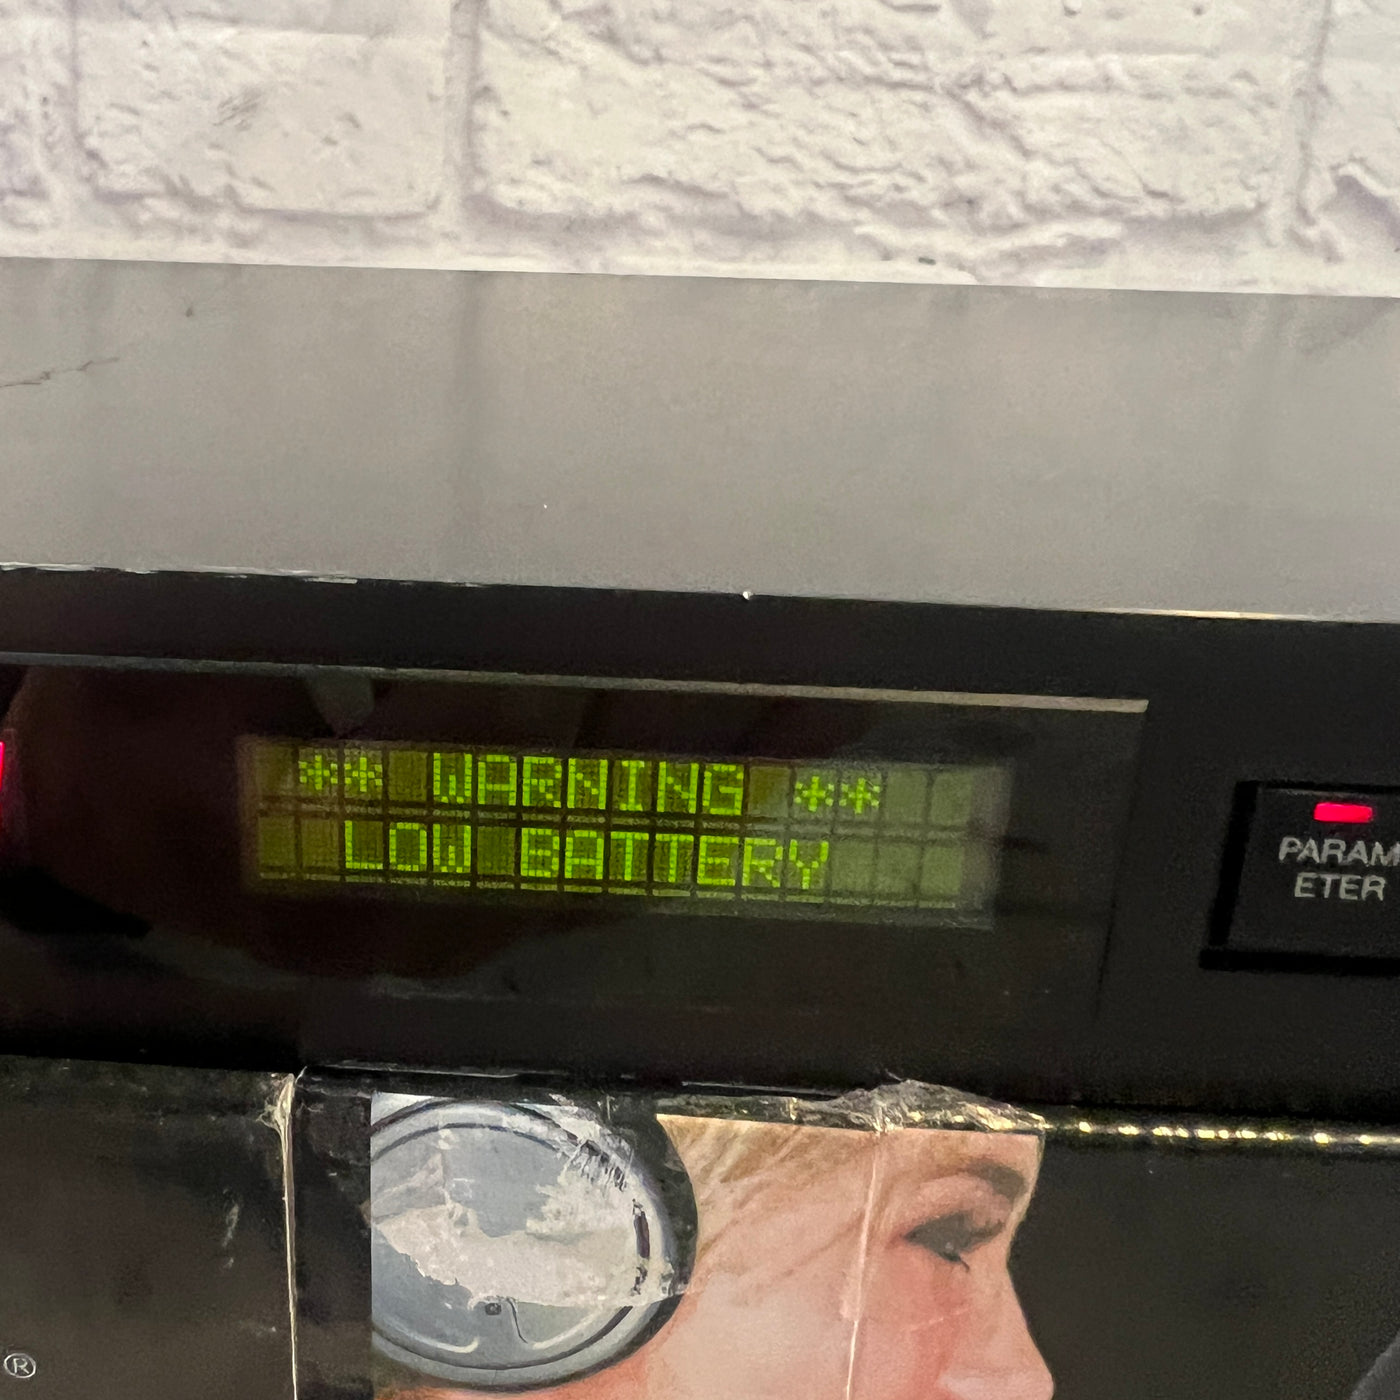 ** WARNING **
LOW BATTERY
PARAM
ETER
®